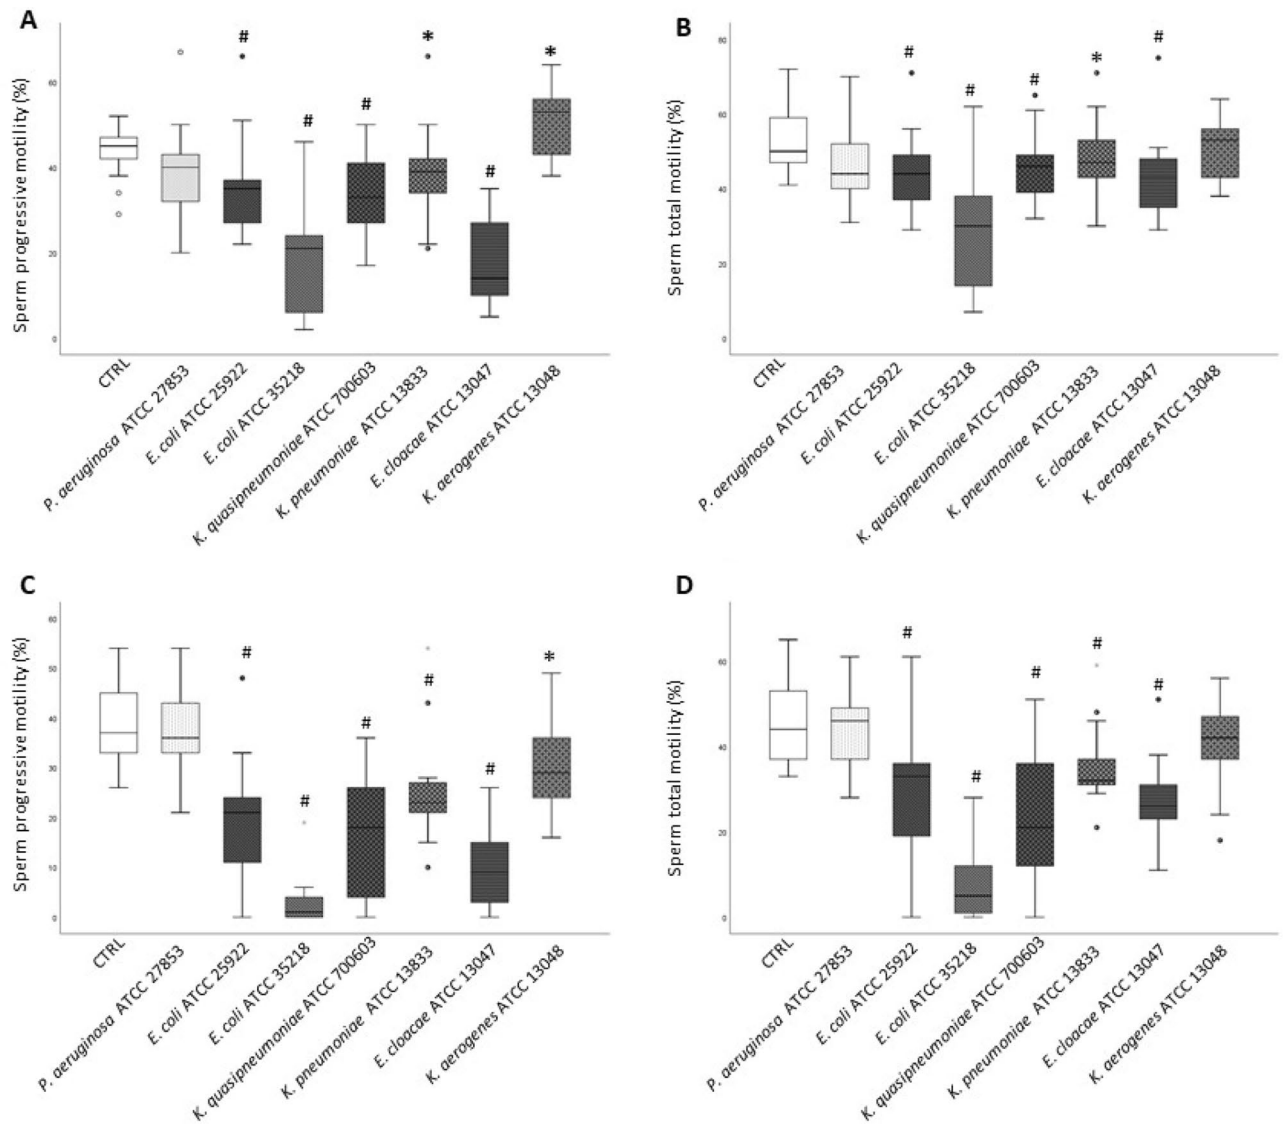 A
Sperm progressive motility (%)
60
40
20
0
#
#
#
*
#
*
CTRL
P. aeruginosa ATCC 27853
E. coli ATCC 25922
E. coli ATCC 35218
K. quasipneumoniae ATCC 700603
K. pneumoniae ATCC 13833
E. cloacae ATCC 13047
K. aerogenes ATCC 13048
B
Sperm total motility (%)
80
60
40
20
0
#
#
#
*
#
CTRL
P. aeruginosa ATCC 27853
E. coli ATCC 25922
E. coli ATCC 35218
K. quasipneumoniae ATCC 700603
K. pneumoniae ATCC 13833
E. cloacae ATCC 13047
K. aerogenes ATCC 13048
C
Sperm progressive motility (%)
60
50
40
30
20
10
0
#
#
#
#
#
*
CTRL
P. aeruginosa ATCC 27853
E. coli ATCC 25922
E. coli ATCC 35218
K. quasipneumoniae ATCC 700603
K. pneumoniae ATCC 13833
E. cloacae ATCC 13047
K. aerogenes ATCC 13048
D
Sperm total motility (%)
60
40
20
0
#
#
#
#
#
CTRL
P. aeruginosa ATCC 27853
E. coli ATCC 25922
E. coli ATCC 35218
K. quasipneumoniae ATCC 700603
K. pneumoniae ATCC 13833
E. cloacae ATCC 13047
K. aerogenes ATCC 13048